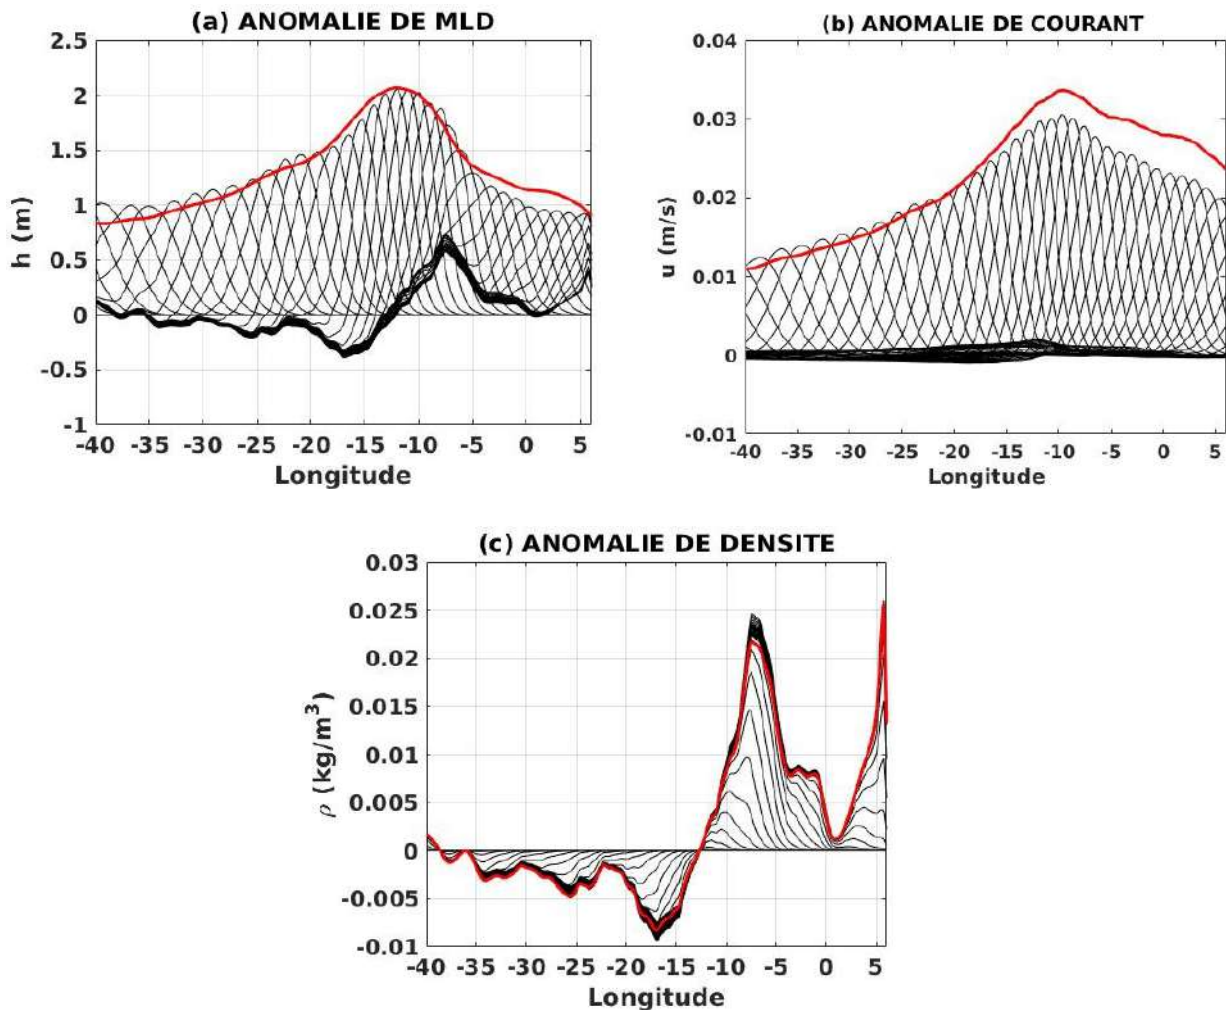 (a) ANOMALIE DE MLD
2.5
2
1.5
1
0.5
0
-0.5
-1
h (m)
-40 -35 -30 -25 -20 -15 -10 -5 0 5
Longitude
(b) ANOMALIE DE COURANT
0.04
0.03
0.02
0.01
0
-0.01
u (m/s)
-40 -35 -30 -25 -20 -15 -10 -5 0 5
Longitude
(c) ANOMALIE DE DENSITE
0.03
0.025
0.02
0.015
0.01
0.005
0
-0.005
-0.01
ρ (kg/m³)
-40 -35 -30 -25 -20 -15 -10 -5 0 5
Longitude